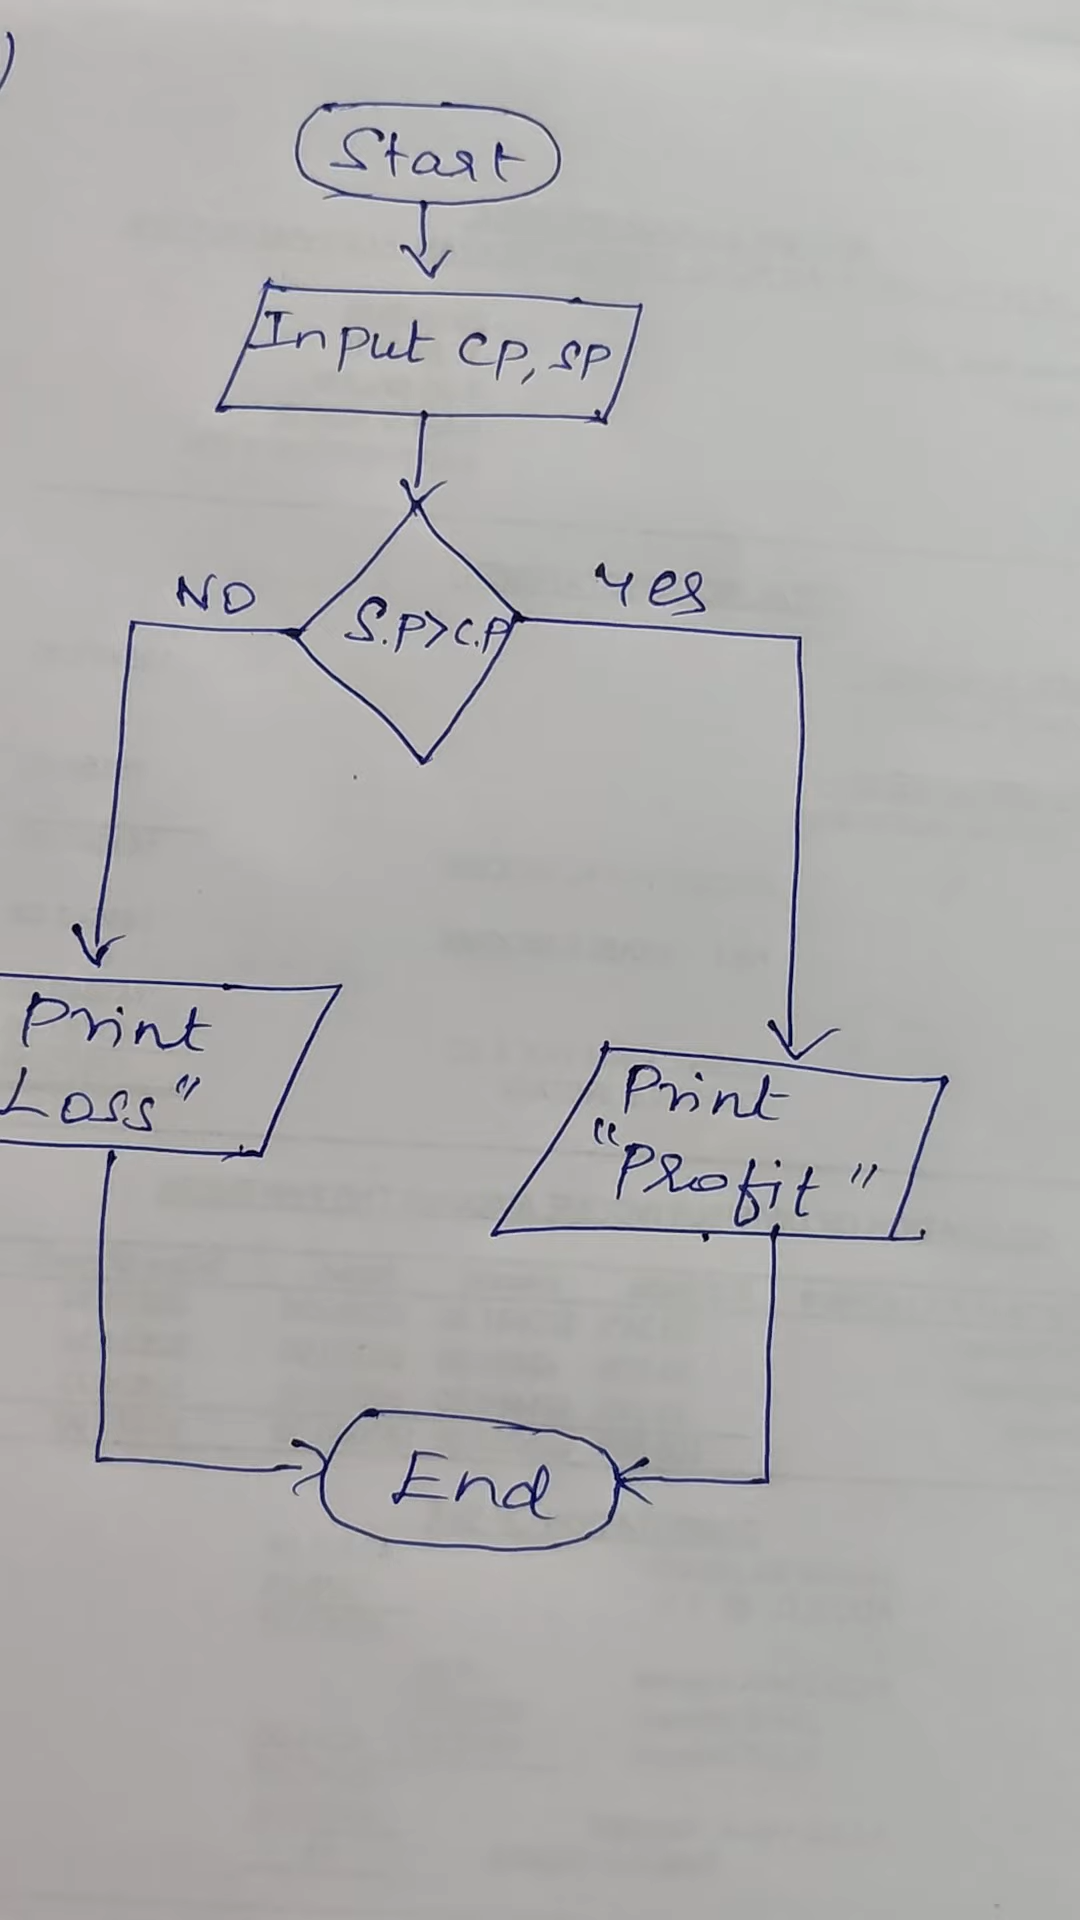 )
Start
Input CP, SP
NO
Yes
S.P>C.P
Print
Loss"
Print
"Profit"
End